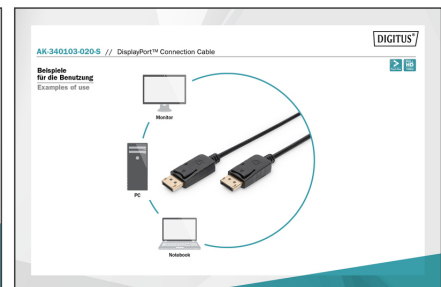 DIGITUS®
AK-340103-020-S // DisplayPort™ Connection Cable
Beispiele
für die Benutzung
Examples of use
Monitor
PC
Notebook